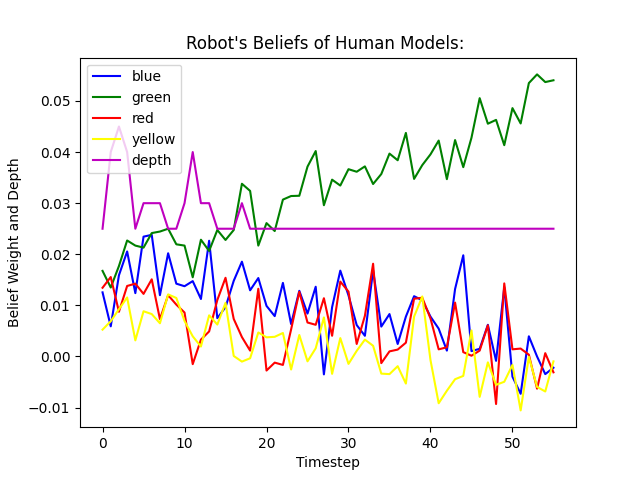 Robot's Beliefs of Human Models:
blue
green
red
yellow
depth
0.05
0.04
0.03
0.02
0.01
0.00
−0.01
Belief Weight and Depth
0 10 20 30 40 50
Timestep